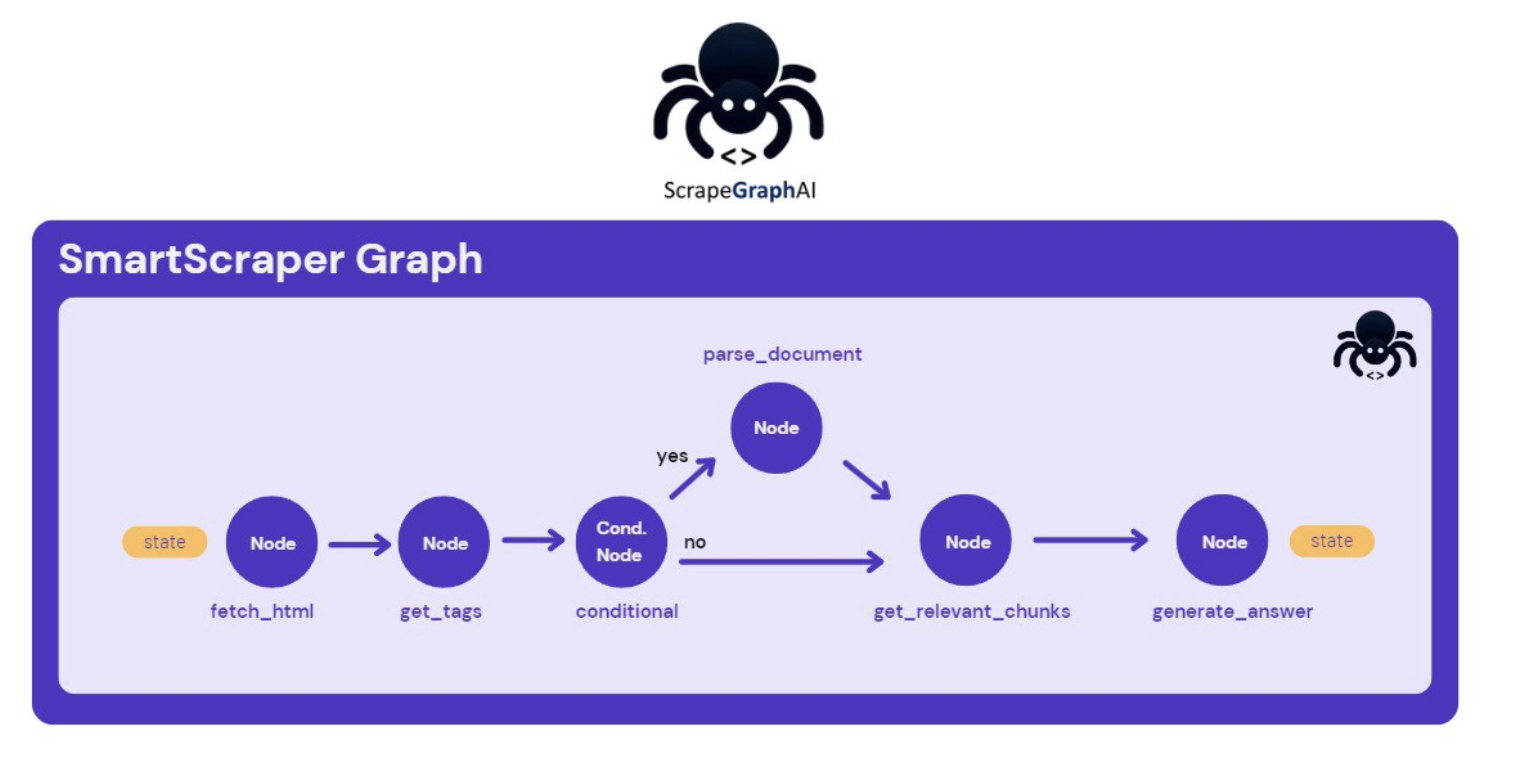 <>
ScrapeGraphAI
SmartScraper Graph
<>
parse_document
Node
yes
state
Node
Node
Cond.
Node
no
Node
Node
state
fetch_html
get_tags
conditional
get_relevant_chunks
generate_answer